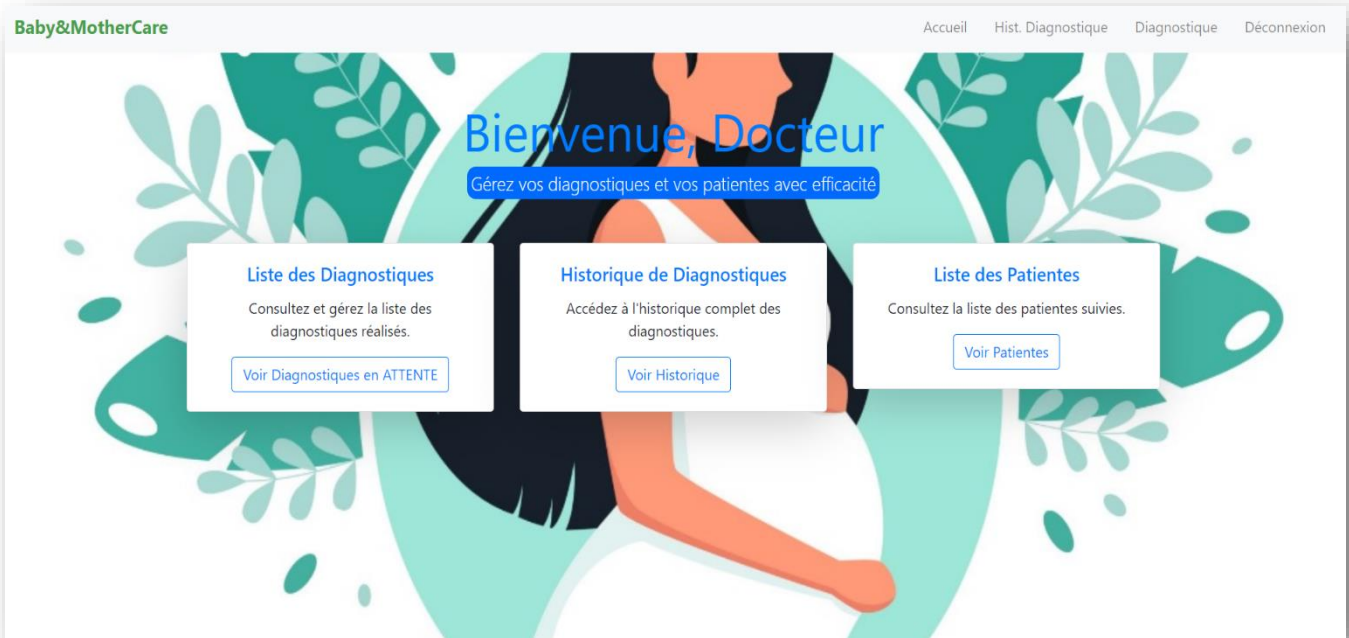 Baby&MotherCare
Accueil Hist. Diagnostique Diagnostique Déconnexion
Bienvenue, Docteur
Gérez vos diagnostiques et vos patientes avec efficacité
Liste des Diagnostiques
Consultez et gérez la liste des
diagnostiques réalisés.
Voir Diagnostiques en ATTENTE
Historique de Diagnostiques
Accédez à l'historique complet des
diagnostiques.
Voir Historique
Liste des Patientes
Consultez la liste des patientes suivies.
Voir Patientes